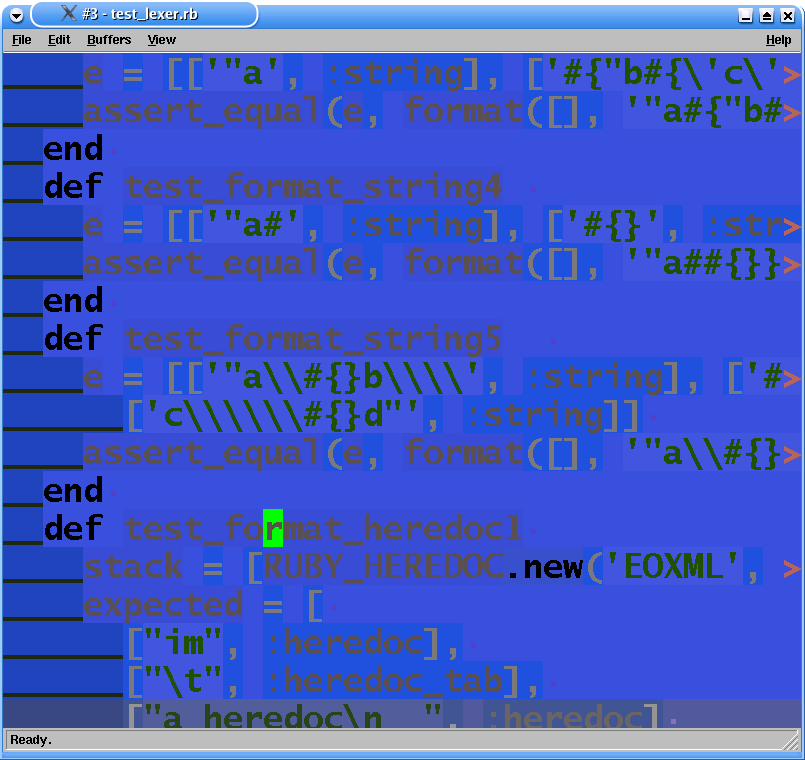 #3 - test_lexer.rb
File Edit Buffers View Help
e = [['"a', :string], ['#{"b#{\'c\'>
assert_equal(e, format([], '"a#{"b#>
end
def test_format_string4
e = [['"a#', :string], ['#{}', :str>
assert_equal(e, format([], '"a##{}}>
end
def test_format_string5
e = [['"a\\#{}b\\\\', :string], ['#>
['c\\\\\\#{}d"', :string]]
assert_equal(e, format([], '"a\\#{}>
end
def test_format_heredoc1
stack = [RUBY_HEREDOC.new('EOXML', >
expected = [
["im", :heredoc],
["\t", :heredoc_tab],
["a heredoc\n  ", :heredoc]
Ready.